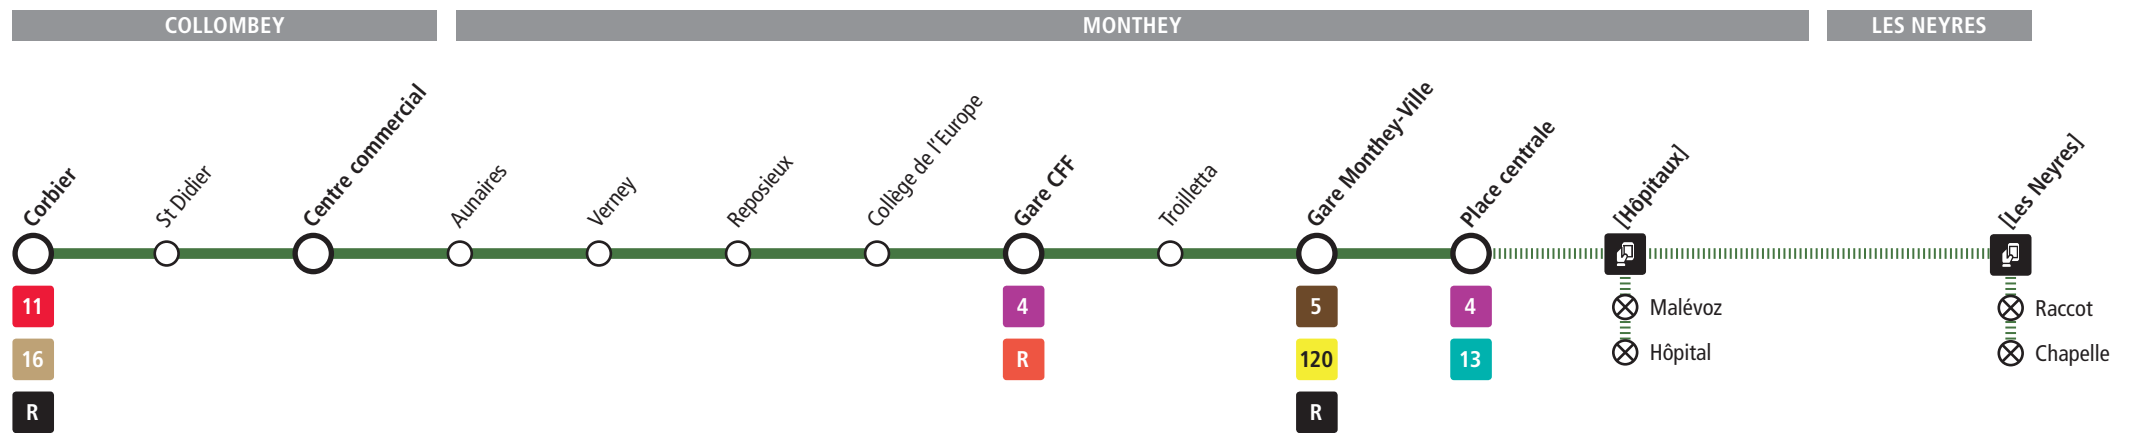 COLLOMBEY
MONTHEY
LES NEYRES
Corbier
St Didier
Centre commercial
Aunaires
Verney
Reposieux
Collège de l'Europe
Gare CFF
Troilletta
Gare Monthey-Ville
Place centrale
[Hôpitaux]
[Les Neyres]
11
16
R
4
R
5
120
R
4
13
Malévoz
Hôpital
Raccot
Chapelle